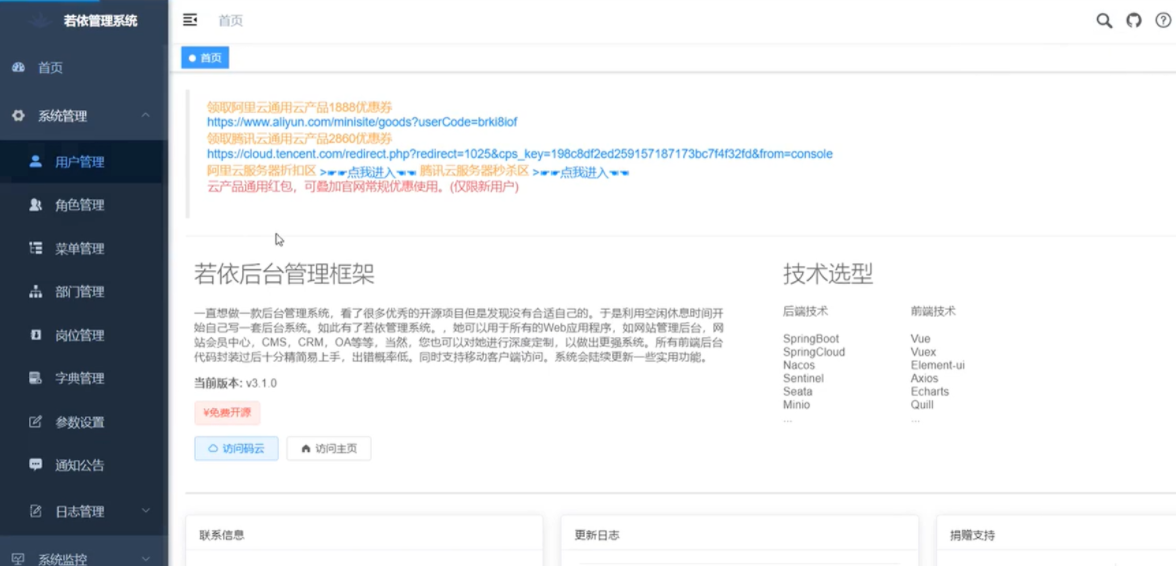 若依管理系统
首页
首页
系统管理
用户管理
角色管理
菜单管理
部门管理
岗位管理
字典管理
参数设置
通知公告
日志管理
系统监控
首页
领取阿里云通用云产品1888优惠券
https://www.aliyun.com/minisite/goods?userCode=brki8iof
领取腾讯云通用云产品2860优惠券
https://cloud.tencent.com/redirect.php?redirect=1025&cps_key=198c8df2ed259157187173bc7f4f32fd&from=console
阿里云服务器折扣区 >☛☛点我进入☚☚ 腾讯云服务器秒杀区 >☛☛点我进入☚☚
云产品通用红包，可叠加官网常规优惠使用。(仅限新用户)
若依后台管理框架
一直想做一款后台管理系统，看了很多优秀的开源项目但是发现没有合适自己的。于是利用空闲休息时间开
始自己写一套后台系统。如此有了若依管理系统。，她可以用于所有的Web应用程序，如网站管理后台，网
站会员中心，CMS，CRM，OA等等，当然，您也可以对她进行深度定制，以做出更强系统。所有前端后台
代码封装过后十分精简易上手，出错概率低。同时支持移动客户端访问。系统会陆续更新一些实用功能。
当前版本: v3.1.0
¥免费开源
访问码云 访问主页
技术选型
后端技术 前端技术
SpringBoot Vue
SpringCloud Vuex
Nacos Element-ui
Sentinel Axios
Seata Echarts
Minio Quill
... ...
联系信息
更新日志
捐赠支持